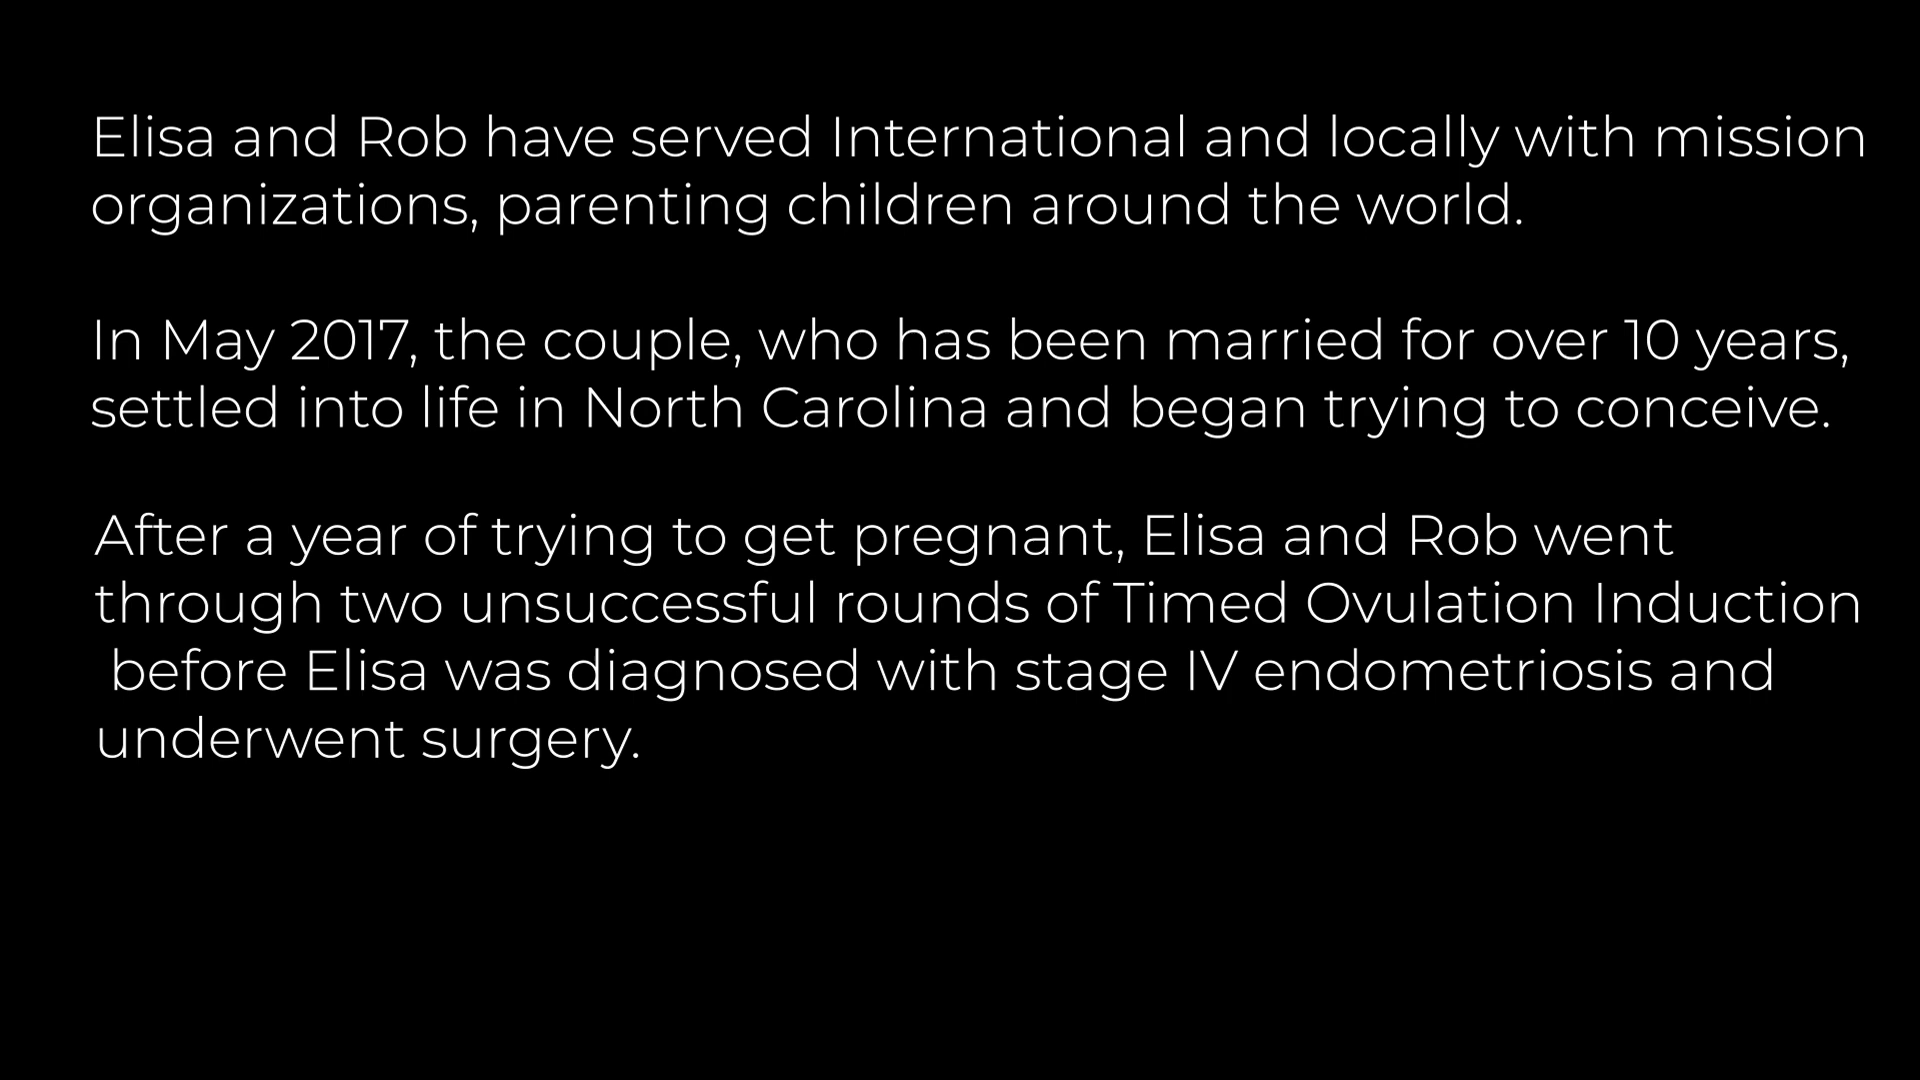 Elisa and Rob have served International and locally with mission
organizations, parenting children around the world.
In May 2017, the couple, who has been married for over 10 years,
settled into life in North Carolina and began trying to conceive.
After a year of trying to get pregnant, Elisa and Rob went
through two unsuccessful rounds of Timed Ovulation Induction
before Elisa was diagnosed with stage IV endometriosis and
underwent surgery.